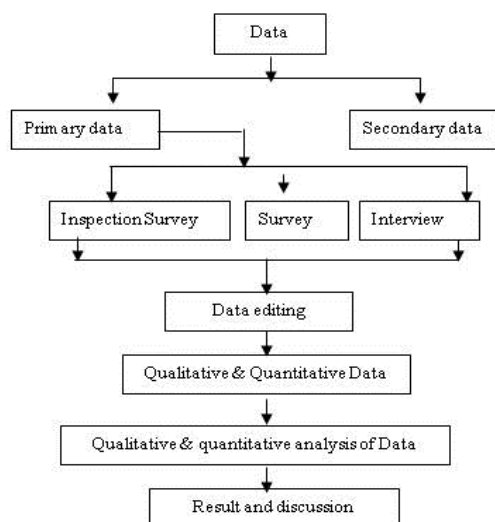 Data
Primary data
Secondary data
Inspection Survey
Survey
Interview
Data editing
Qualitative & Quantitative Data
Qualitative & quantitative analysis of Data
Result and discussion